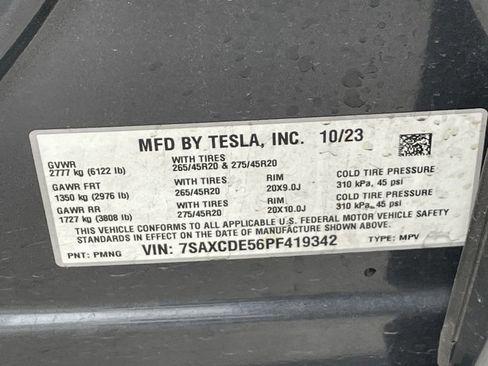 MFD BY TESLA, INC. 10/23
GVWR WITH TIRES
2777 kg (6122 lb) 265/45R20 & 275/45R20
GAWR FRT WITH TIRES RIM COLD TIRE PRESSURE
1350 kg (2976 lb) 265/45R20 20X9.0J 310 kPa, 45 psi
GAWR RR WITH TIRES RIM COLD TIRE PRESSURE
1727 kg (3808 lb) 275/45R20 20X10.0J 310 kPa, 45 psi
THIS VEHICLE CONFORMS TO ALL APPLICABLE U.S. FEDERAL MOTOR VEHICLE SAFETY
STANDARDS IN EFFECT ON THE DATE OF MANUFACTURE SHOWN ABOVE.
PNT: PMNG VIN: 7SAXCDE56PF419342 TYPE: MPV